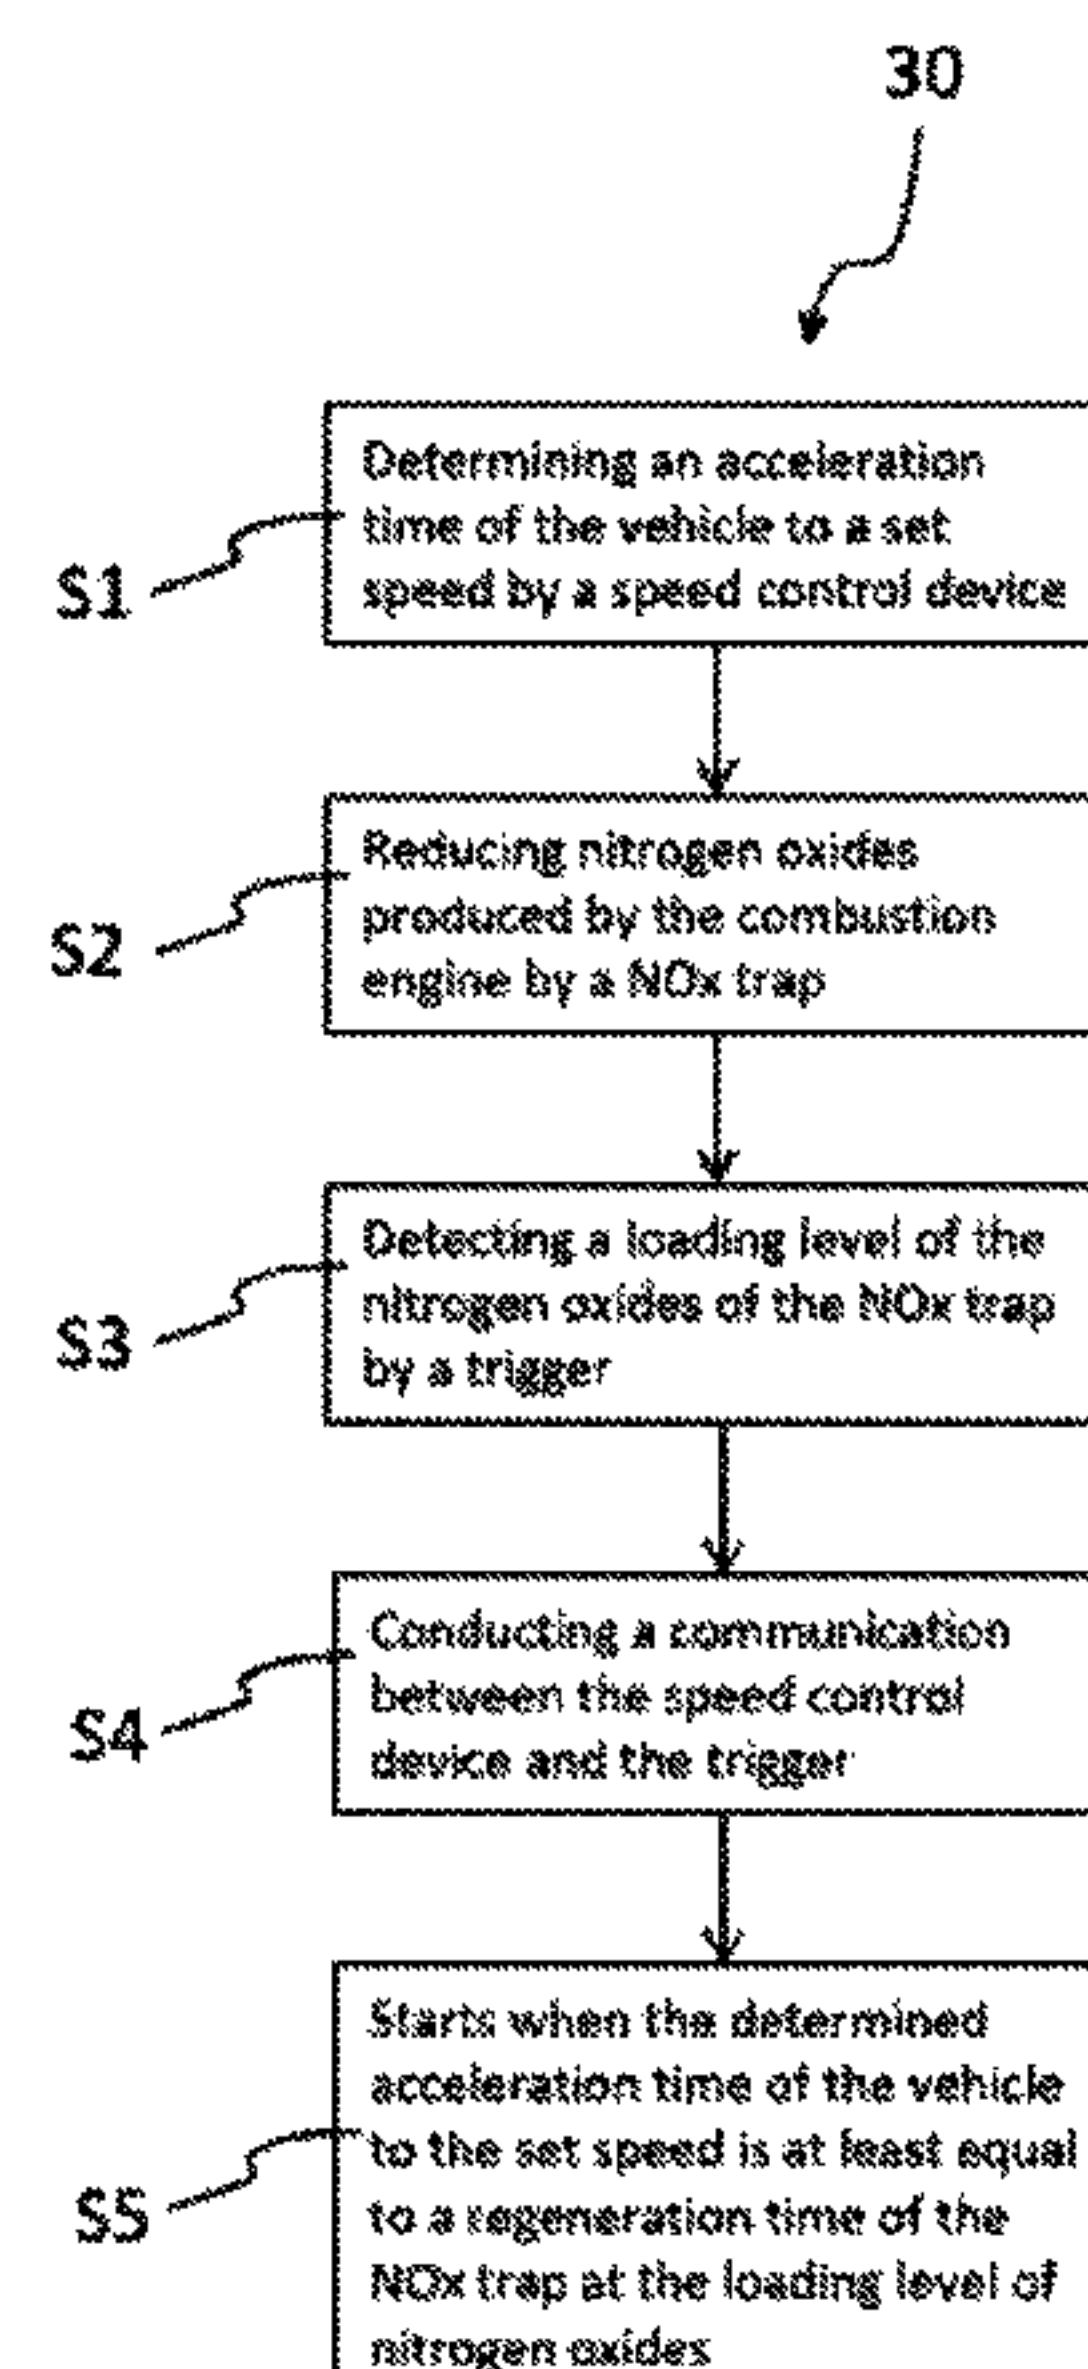 30
Determining an acceleration
time of the vehicle to a set
speed by a speed control device
S1
Reducing nitrogen oxides
produced by the combustion
engine by a NOx trap
S2
Detecting a loading level of the
nitrogen oxides of the NOx trap
by a trigger
S3
Conducting a communication
between the speed control
device and the trigger
S4
Starts when the determined
acceleration time of the vehicle
to the set speed is at least equal
to a regeneration time of the
NOx trap at the loading level of
nitrogen oxides
S5